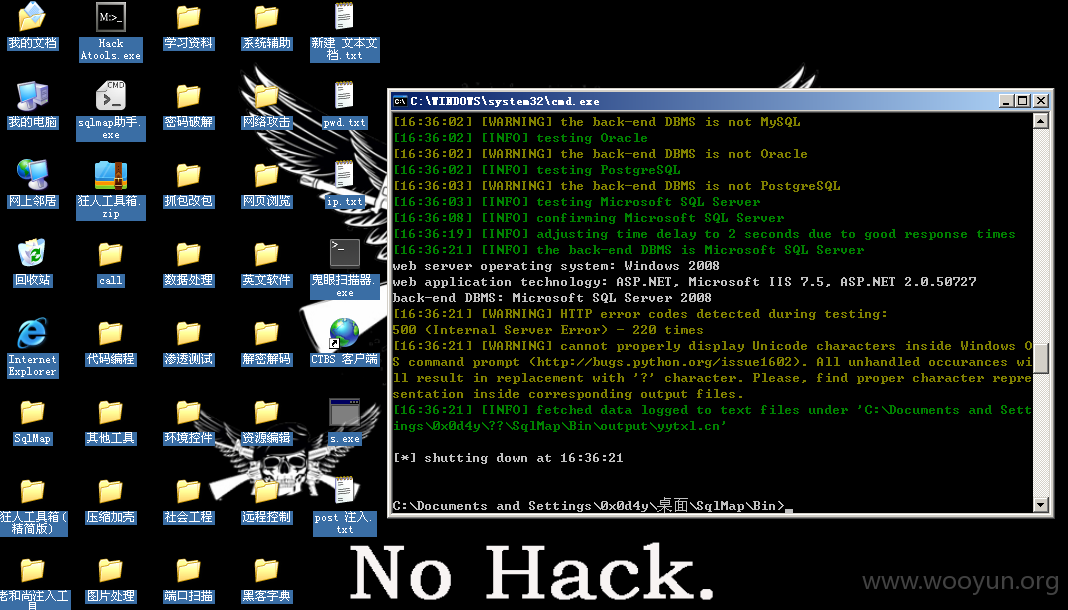 我的文档
Hack
Atools.exe
学习资料
系统辅助
新建 文本文
档.txt
我的电脑
sqlmap助手.
exe
密码破解
网络攻击
pwd.txt
网上邻居
狂人工具箱.
zip
抓包改包
网页浏览
ip.txt
回收站
call
数据处理
英文软件
鬼眼扫描器.
exe
Internet
Explorer
代码编程
渗透测试
解密解码
CTBS 客户端
SqlMap
其他工具
环境控件
资源编辑
s.exe
狂人工具箱(
精简版)
压缩加壳
社会工程
远程控制
post 注入.
txt
老和尚注入工
具
图片处理
端口扫描
黑客字典
M:>_
CMD
C:\WINDOWS\system32\cmd.exe
[16:36:02] [WARNING] the back-end DBMS is not MySQL
[16:36:02] [INFO] testing Oracle
[16:36:02] [WARNING] the back-end DBMS is not Oracle
[16:36:02] [INFO] testing PostgreSQL
[16:36:03] [WARNING] the back-end DBMS is not PostgreSQL
[16:36:03] [INFO] testing Microsoft SQL Server
[16:36:08] [INFO] confirming Microsoft SQL Server
[16:36:19] [INFO] adjusting time delay to 2 seconds due to good response times
[16:36:21] [INFO] the back-end DBMS is Microsoft SQL Server
web server operating system: Windows 2008
web application technology: ASP.NET, Microsoft IIS 7.5, ASP.NET 2.0.50727
back-end DBMS: Microsoft SQL Server 2008
[16:36:21] [WARNING] HTTP error codes detected during testing:
500 (Internal Server Error) - 220 times
[16:36:21] [WARNING] cannot properly display Unicode characters inside Windows O
S command prompt (http://bugs.python.org/issue1602). All unhandled occurances wi
ll result in replacement with '?' character. Please, find proper character repre
sentation inside corresponding output files.
[16:36:21] [INFO] fetched data logged to text files under 'C:\Documents and Sett
ings\0x0d4y\??\SqlMap\Bin\output\yytxl.cn'
[*] shutting down at 16:36:21
C:\Documents and Settings\0x0d4y\桌面\SqlMap\Bin>_
No Hack.
www.wooyun.org